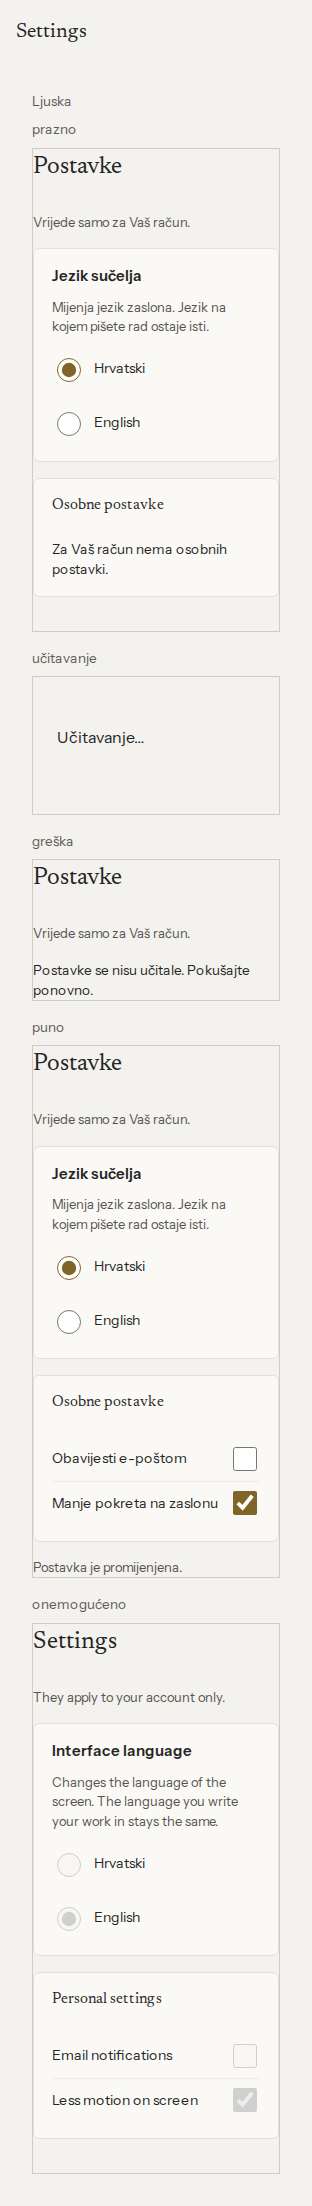 Settings
Ljuska
prazno
Postavke
Vrijede samo za Vaš račun.
Jezik sučelja
Mijenja jezik zaslona. Jezik na
kojem pišete rad ostaje isti.
Hrvatski
English
Osobne postavke
Za Vaš račun nema osobnih
postavki.
učitavanje
Učitavanje…
greška
Postavke
Vrijede samo za Vaš račun.
Postavke se nisu učitale. Pokušajte
ponovno.
puno
Postavke
Vrijede samo za Vaš račun.
Jezik sučelja
Mijenja jezik zaslona. Jezik na
kojem pišete rad ostaje isti.
Hrvatski
English
Osobne postavke
Obavijesti e-poštom
Manje pokreta na zaslonu
Postavka je promijenjena.
onemogućeno
Settings
They apply to your account only.
Interface language
Changes the language of the
screen. The language you write
your work in stays the same.
Hrvatski
English
Personal settings
Email notifications
Less motion on screen